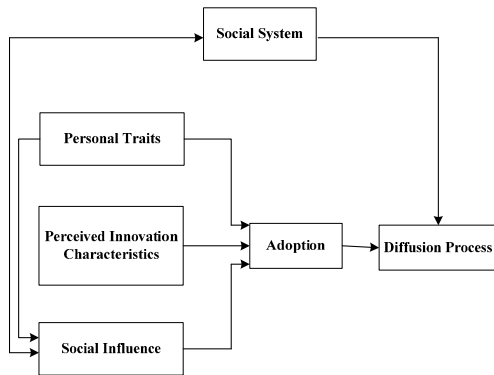 Social System
Personal Traits
Perceived Innovation
Characteristics
Adoption
Diffusion Process
Social Influence